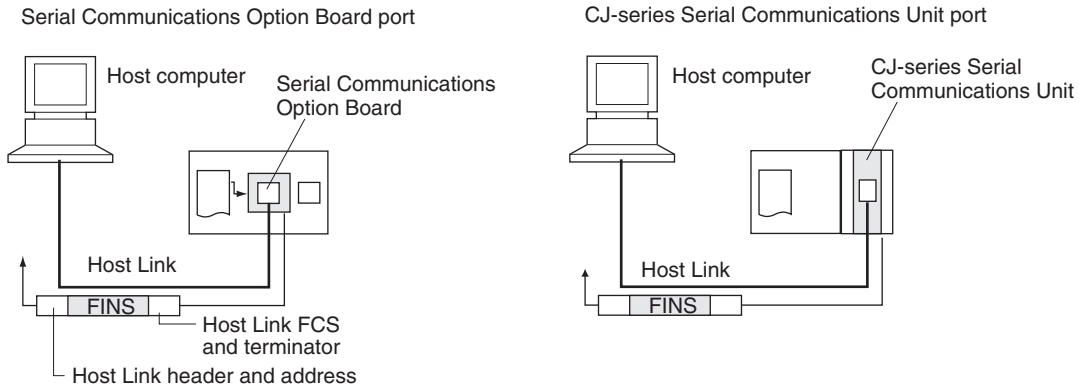 Serial Communications Option Board port
Host computer
Serial Communications
Option Board
Host Link
FINS
Host Link FCS
and terminator
Host Link header and address
CJ-series Serial Communications Unit port
Host computer
CJ-series Serial
Communications Unit
Host Link
FINS